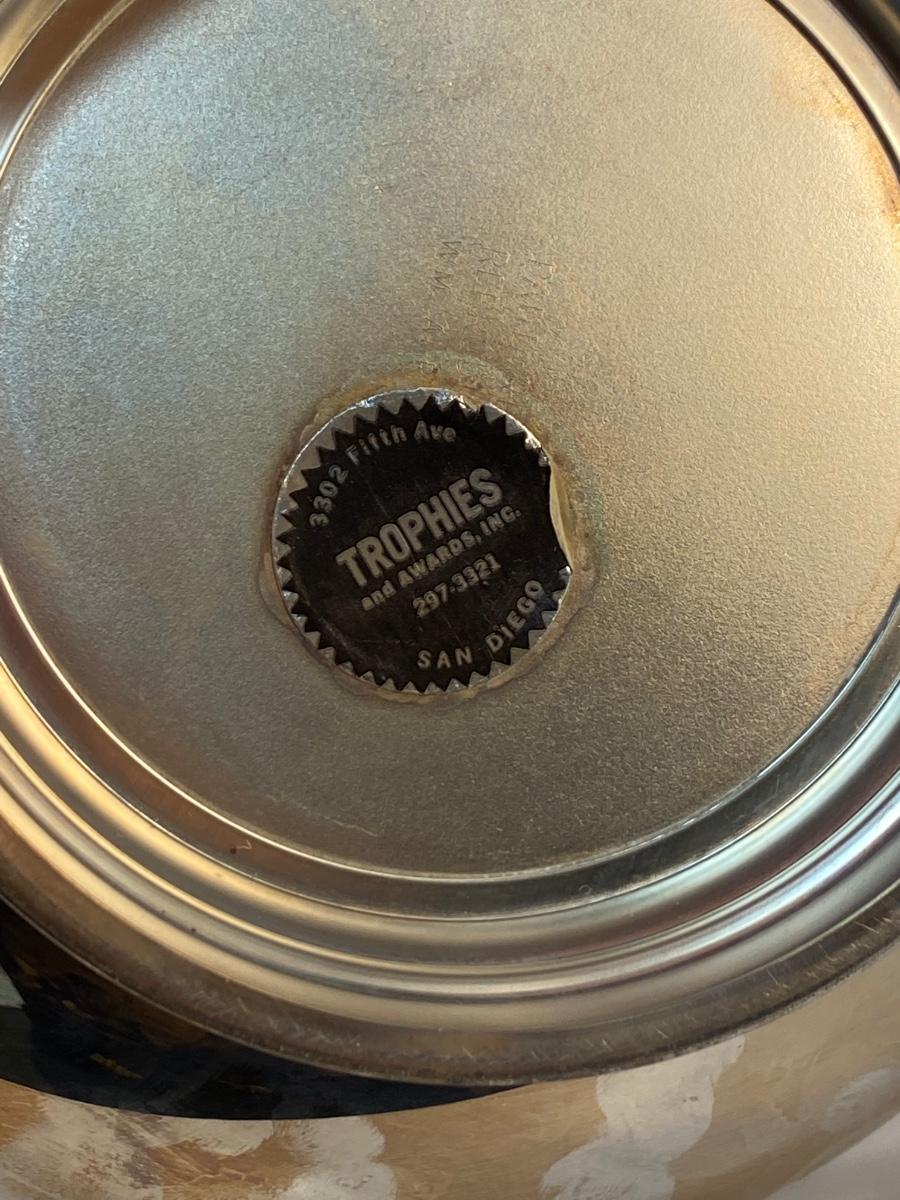 3302 Fifth Ave
TROPHIES
and AWARDS, INC.
297-3321
SAN DIEGO